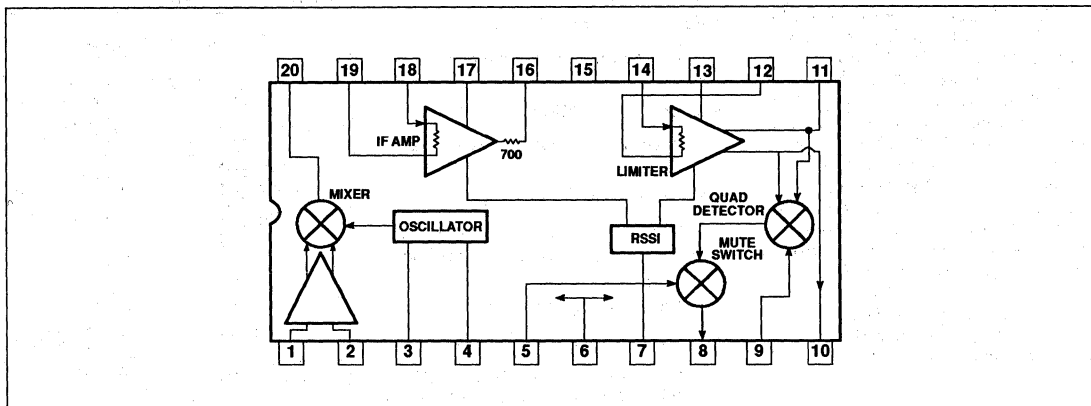 20 19 18 17 16 15 14 13 12 11
IF AMP
700
LIMITER
MIXER
QUAD
DETECTOR
OSCILLATOR
RSSI
MUTE
SWITCH
1 2 3 4 5 6 7 8 9 10